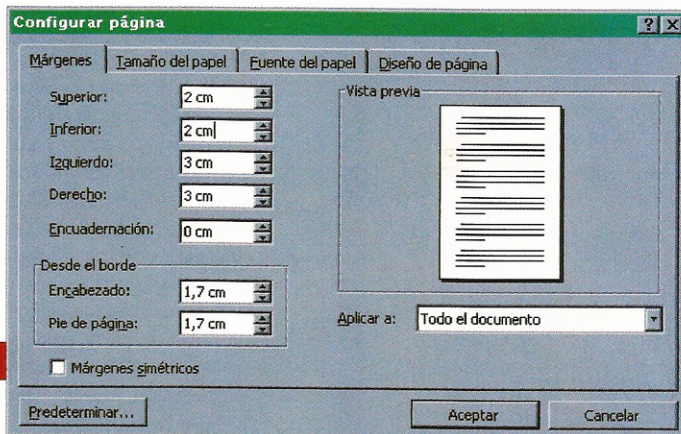 Configurar página
Márgenes Tamaño del papel Fuente del papel Diseño de página
Superior: 2 cm
Inferior: 2 cm
Izquierdo: 3 cm
Derecho: 3 cm
Encuadernación: 0 cm
Desde el borde
Encabezado: 1,7 cm
Pie de página: 1,7 cm
Márgenes simétricos
Vista previa
Aplicar a: Todo el documento
Predeterminar... Aceptar Cancelar